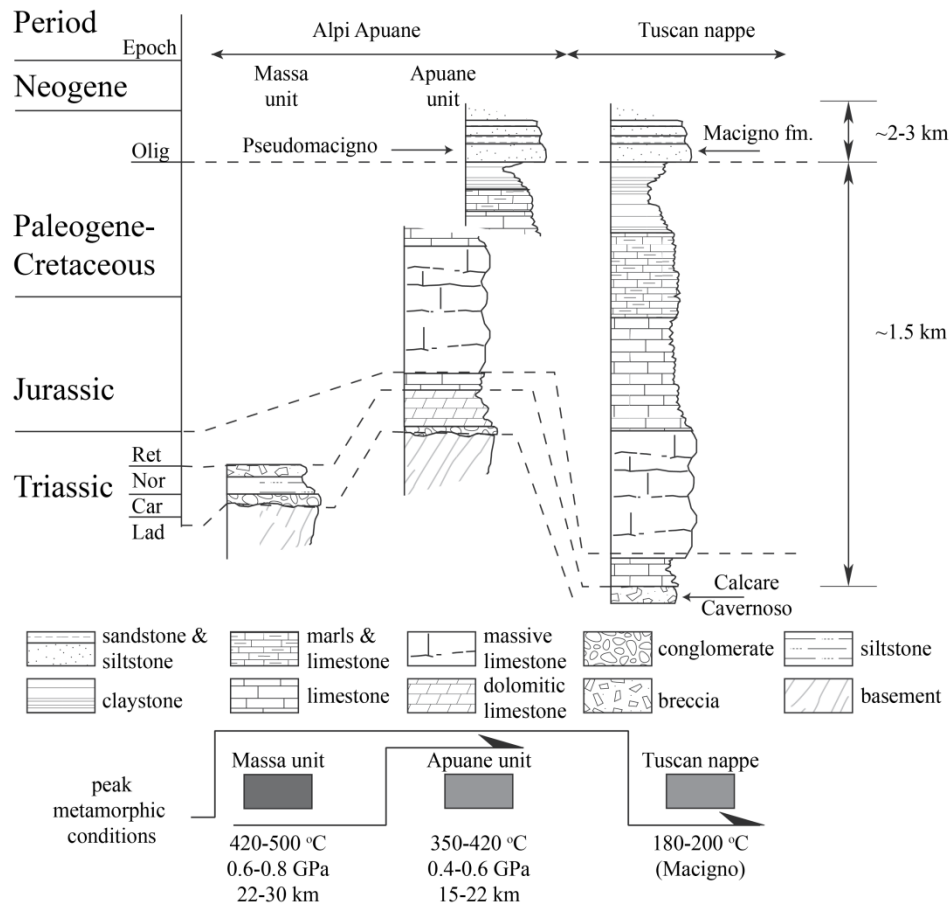 Period
Epoch
Alpi Apuane
Tuscan nappe
Neogene
Massa
unit
Apuane
unit
Olig
Pseudomacigno
Macigno fm.
~2-3 km
Paleogene-
Cretaceous
~1.5 km
Jurassic
Triassic
Ret
Nor
Car
Lad
Calcare
Cavernoso
sandstone &
siltstone
marls &
limestone
massive
limestone
conglomerate
siltstone
claystone
limestone
dolomitic
limestone
breccia
basement
peak
metamorphic
conditions
Massa unit
420-500 °C
0.6-0.8 GPa
22-30 km
Apuane unit
350-420 °C
0.4-0.6 GPa
15-22 km
Tuscan nappe
180-200 °C
(Macigno)